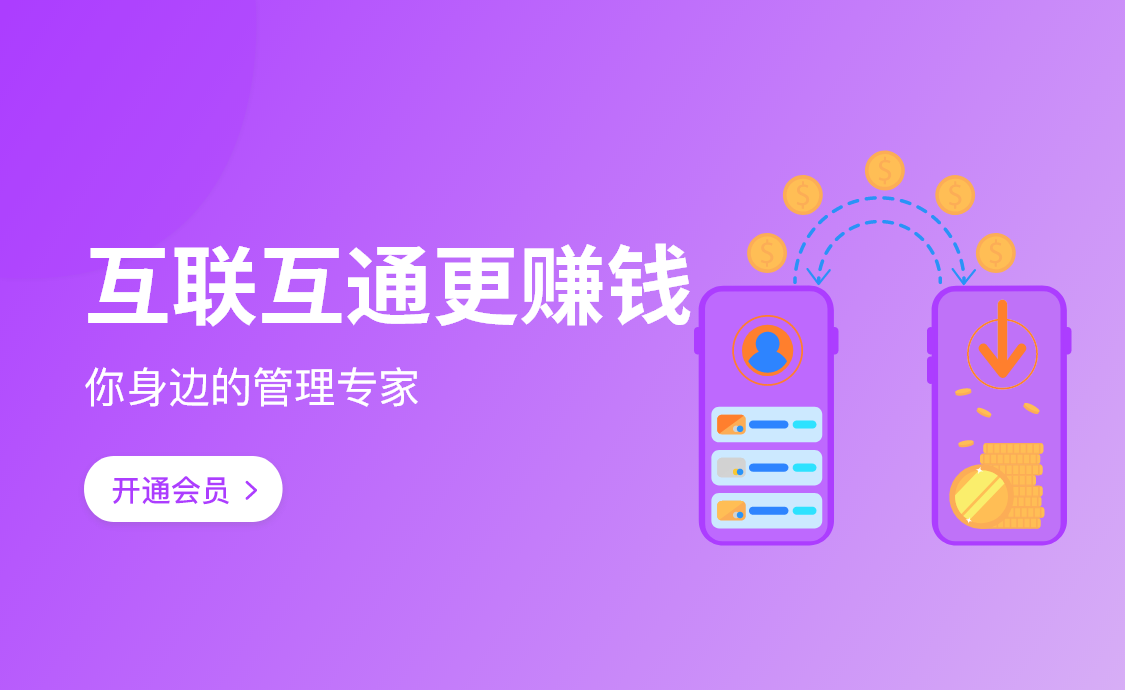 互联互通更赚钱
你身边的管理专家
开通会员